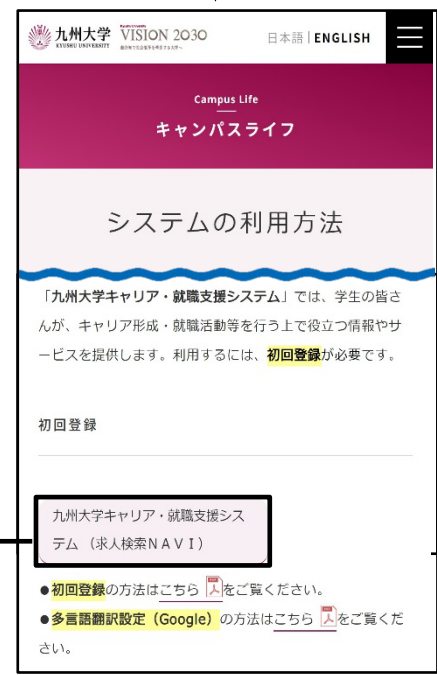 九州大学 VISION 2030 日本語 | ENGLISH
KYUSHU UNIVERSITY
Campus Life
キャンパスライフ
システムの利用方法
「九州大学キャリア・就職支援システム」では、学生の皆さ
んが、キャリア形成・就職活動等を行う上で役立つ情報やサ
ービスを提供します。利用するには、初回登録が必要です。
初回登録
九州大学キャリア・就職支援シス
テム (求人検索ＮＡＶＩ)
●初回登録の方法はこちら をご覧ください。
●多言語翻訳設定（Google）の方法はこちら をご覧くだ
さい。